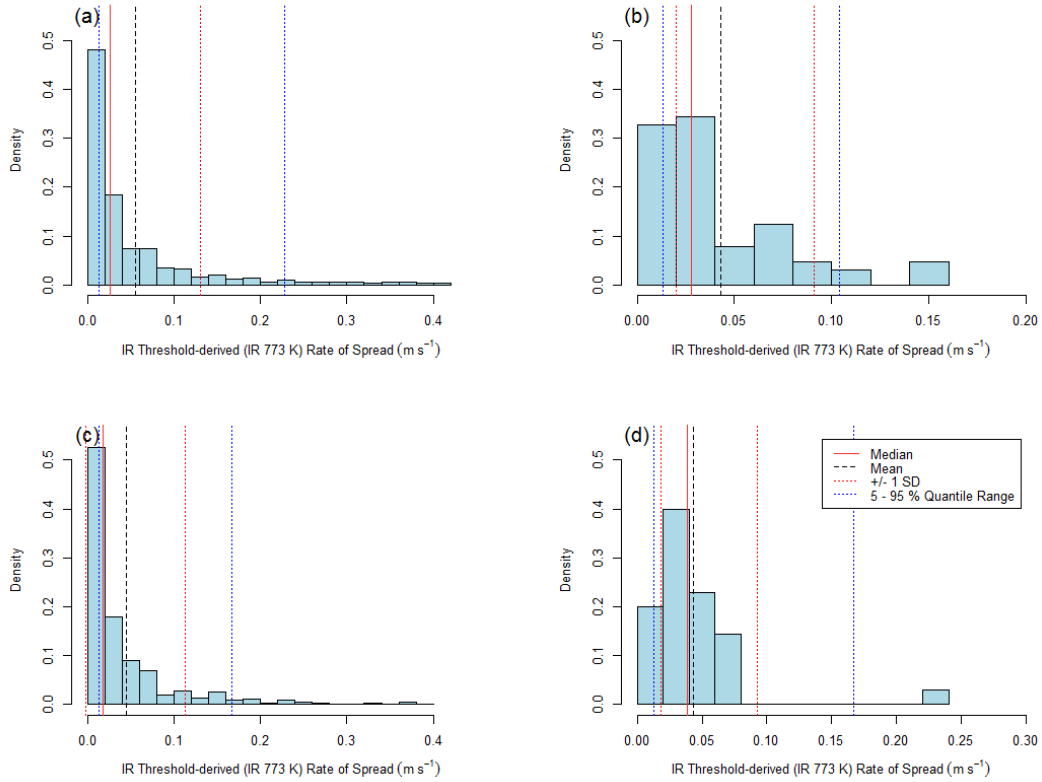 (a)
0.5
0.4
0.3
0.2
0.1
0.0
Density
0.0 0.1 0.2 0.3 0.4
IR Threshold-derived (IR 773 K) Rate of Spread (m s⁻¹)
(b)
0.5
0.4
0.3
0.2
0.1
0.0
Density
0.00 0.05 0.10 0.15 0.20
IR Threshold-derived (IR 773 K) Rate of Spread (m s⁻¹)
(c)
0.5
0.4
0.3
0.2
0.1
0.0
Density
0.0 0.1 0.2 0.3 0.4
IR Threshold-derived (IR 773 K) Rate of Spread (m s⁻¹)
(d)
Median
Mean
+/- 1 SD
5 - 95 % Quantile Range
0.5
0.4
0.3
0.2
0.1
0.0
Density
0.00 0.05 0.10 0.15 0.20 0.25 0.30
IR Threshold-derived (IR 773 K) Rate of Spread (m s⁻¹)